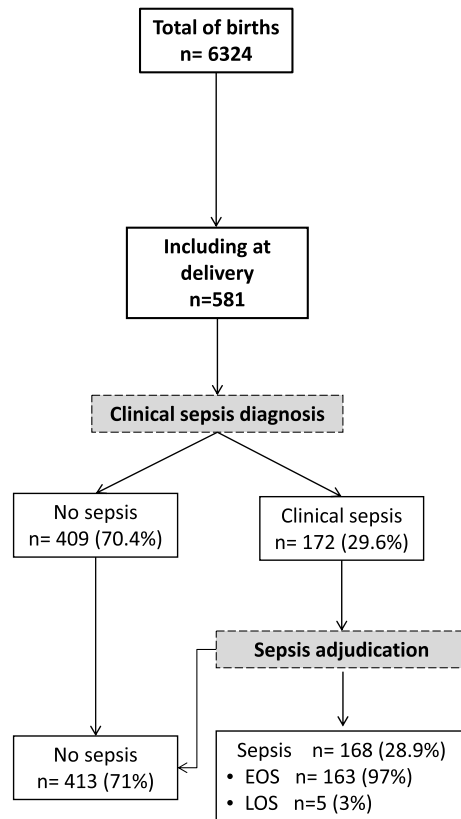 Total of births
n= 6324
Including at
delivery
n=581
Clinical sepsis diagnosis
No sepsis
n= 409 (70.4%)
Clinical sepsis
n= 172 (29.6%)
Sepsis adjudication
No sepsis
n= 413 (71%)
Sepsis n= 168 (28.9%)
• EOS n= 163 (97%)
• LOS n=5 (3%)